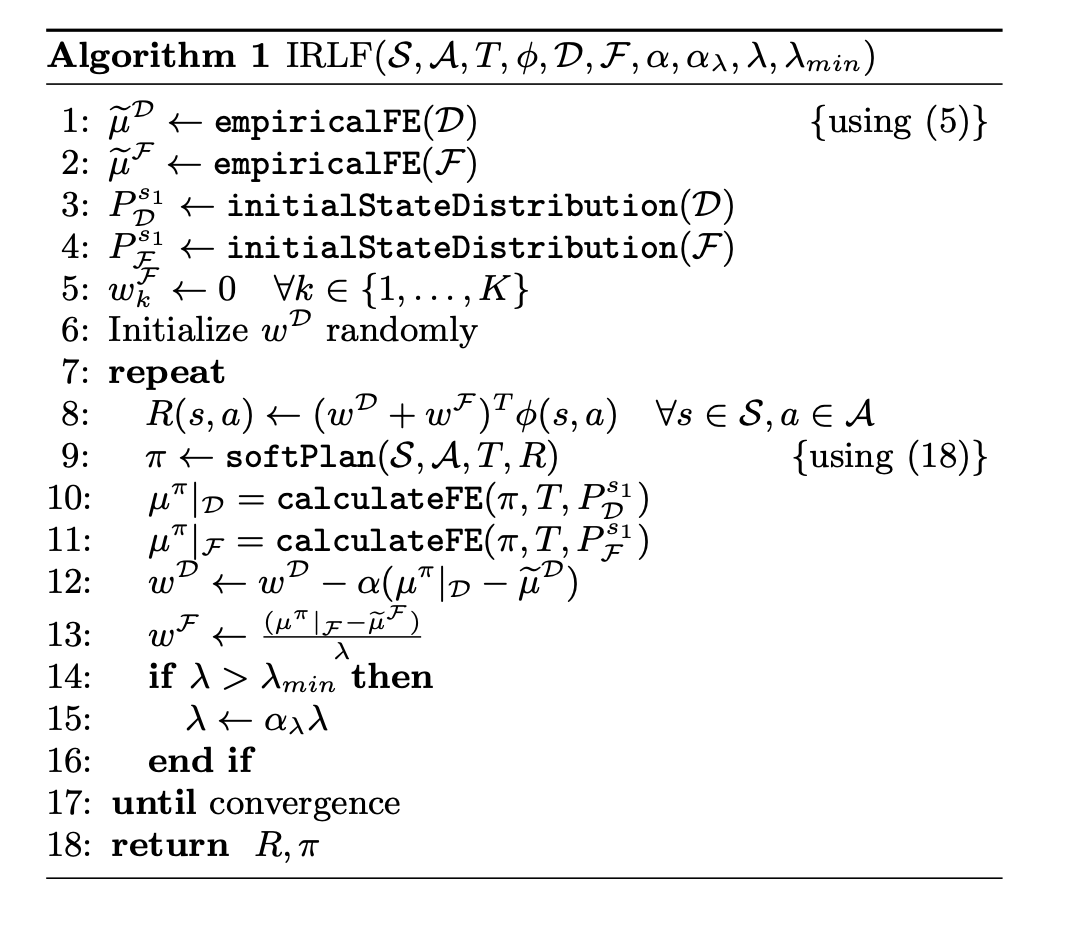 Algorithm 1 IRLF(𝒮, 𝒜, T, ϕ, 𝒟, ℱ, α, α_λ, λ, λ_min)
1: μ̃^𝒟 ← empiricalFE(𝒟) {using (5)}
2: μ̃^ℱ ← empiricalFE(ℱ)
3: P_𝒟^{s_1} ← initialStateDistribution(𝒟)
4: P_ℱ^{s_1} ← initialStateDistribution(ℱ)
5: w_k^ℱ ← 0 ∀k ∈ {1, . . . , K}
6: Initialize w^𝒟 randomly
7: repeat
8: R(s, a) ← (w^𝒟 + w^ℱ)^T ϕ(s, a) ∀s ∈ 𝒮, a ∈ 𝒜
9: π ← softPlan(𝒮, 𝒜, T, R) {using (18)}
10: μ^π|_𝒟 = calculateFE(π, T, P_𝒟^{s_1})
11: μ^π|_ℱ = calculateFE(π, T, P_ℱ^{s_1})
12: w^𝒟 ← w^𝒟 − α(μ^π|_𝒟 − μ̃^𝒟)
13: w^ℱ ← (μ^π|_ℱ − μ̃^ℱ) / λ
14: if λ > λ_min then
15: λ ← α_λ λ
16: end if
17: until convergence
18: return R, π